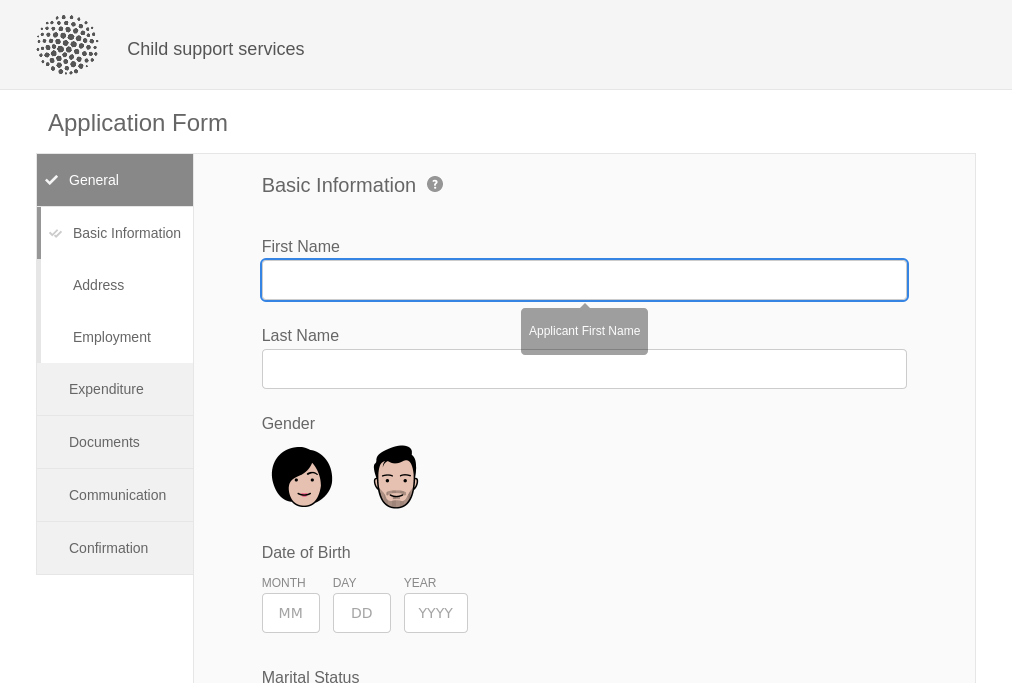 Child support services
Application Form
General
Basic Information
Address
Employment
Expenditure
Documents
Communication
Confirmation
Basic Information ?
First Name
Applicant First Name
Last Name
Gender
Date of Birth
MONTH DAY YEAR
MM DD YYYY
Marital Status